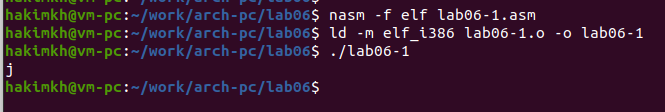 hakimkh@vm-pc:~/work/arch-pc/lab06$ nasm -f elf lab06-1.asm
hakimkh@vm-pc:~/work/arch-pc/lab06$ ld -m elf_i386 lab06-1.o -o lab06-1
hakimkh@vm-pc:~/work/arch-pc/lab06$ ./lab06-1
j
hakimkh@vm-pc:~/work/arch-pc/lab06$